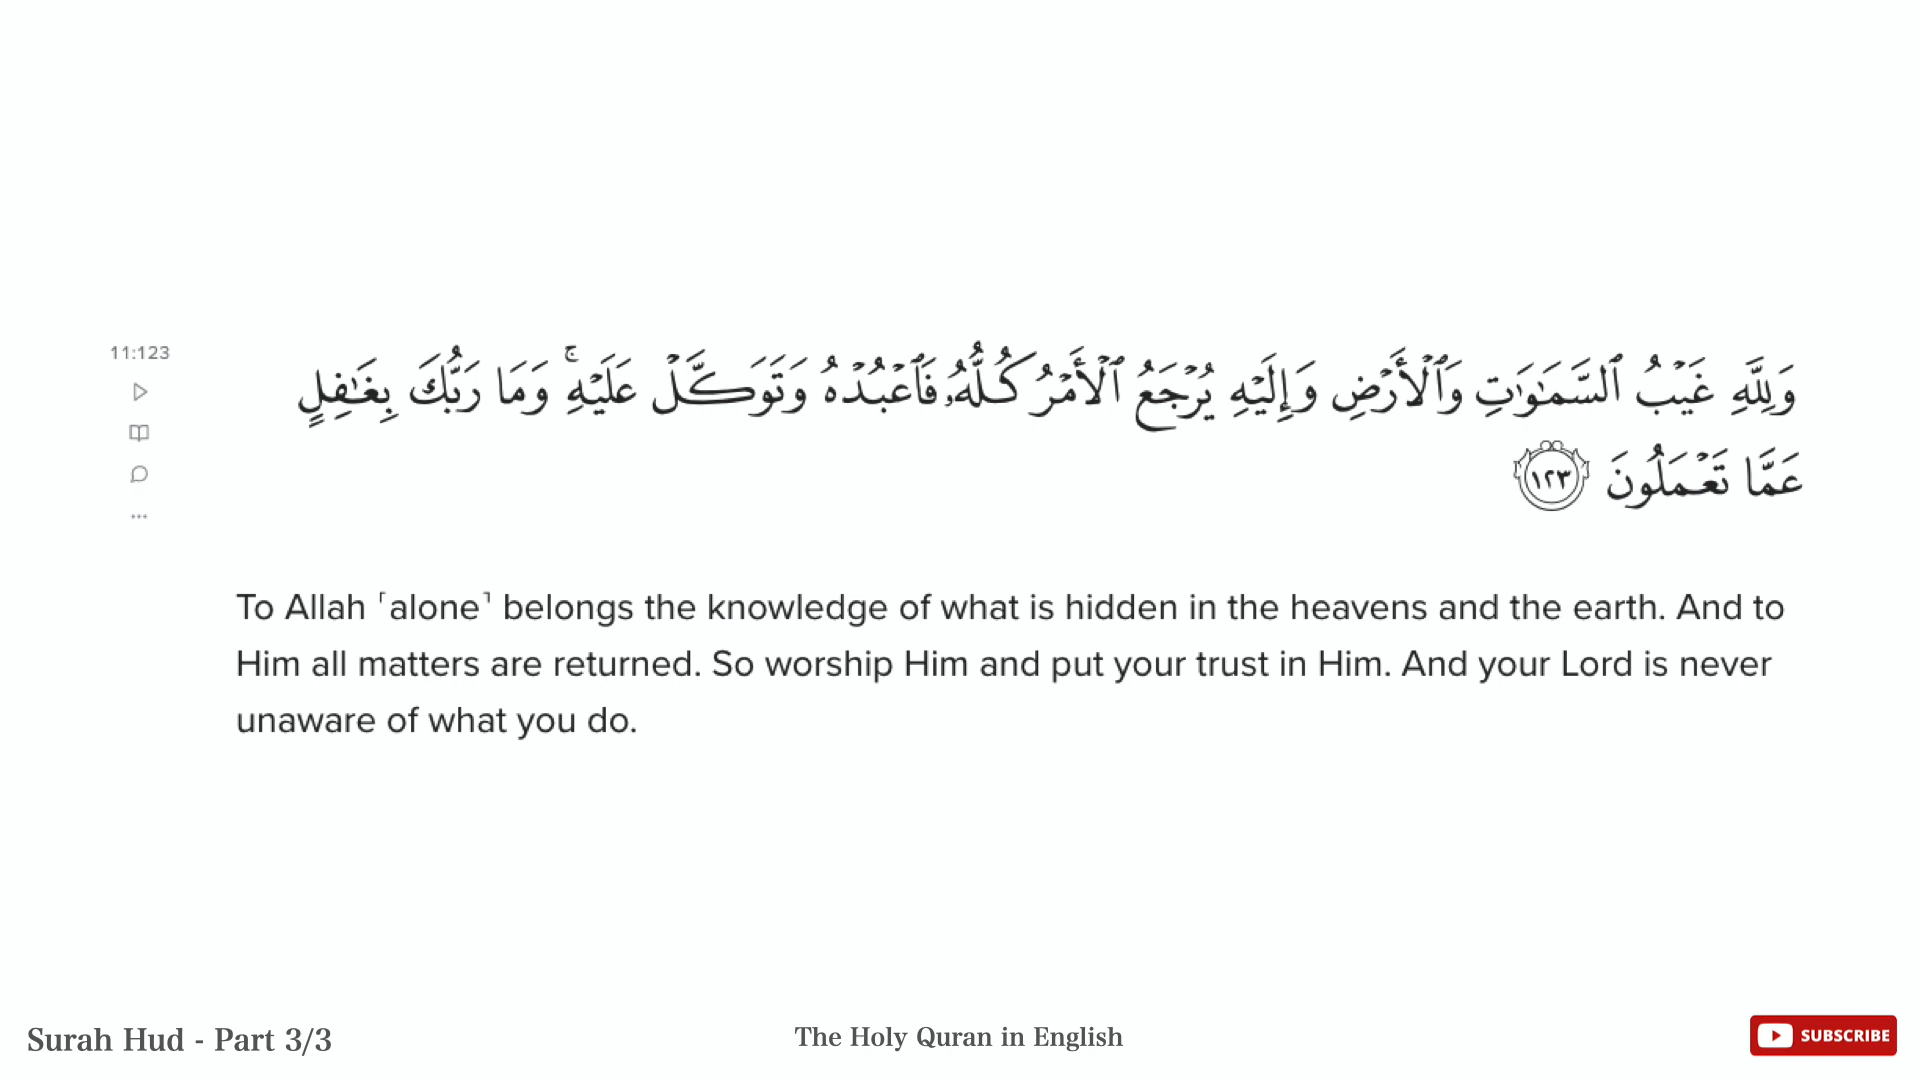 11:123
وَلِلَّهِ غَيْبُ ٱلسَّمَـٰوَٰتِ وَٱلْأَرْضِ وَإِلَيْهِ يُرْجَعُ ٱلْأَمْرُ كُلُّهُۥ فَٱعْبُدْهُ وَتَوَكَّلْ عَلَيْهِ ۚ وَمَا رَبُّكَ بِغَـٰفِلٍ
عَمَّا تَعْمَلُونَ ١٢٣
To Allah ˹alone˺ belongs the knowledge of what is hidden in the heavens and the earth. And to
Him all matters are returned. So worship Him and put your trust in Him. And your Lord is never
unaware of what you do.
Surah Hud - Part 3/3
The Holy Quran in English
SUBSCRIBE